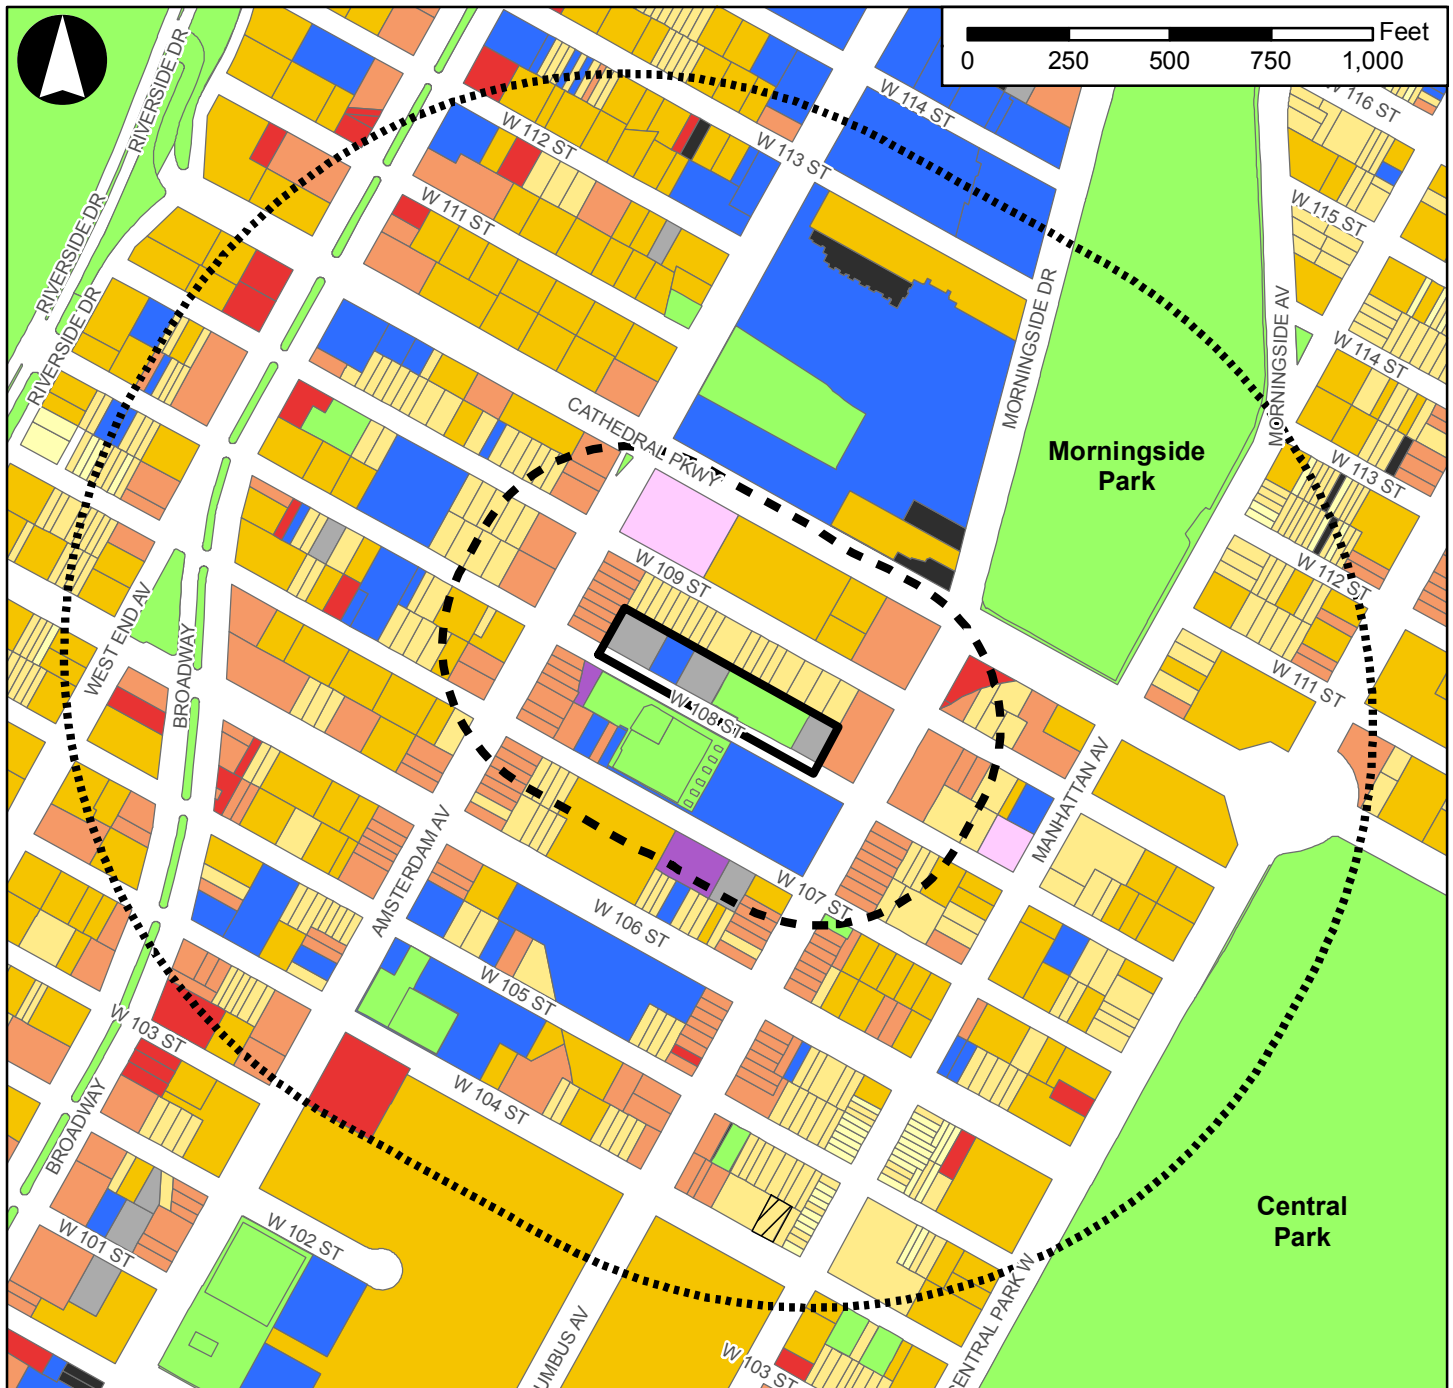 Feet
0 250 500 750 1,000
RIVERSIDE DR
W 116 ST
W 114 ST
W 112 ST
W 113 ST
W 115 ST
W 111 ST
RIVERSIDE DR
RIVERSIDE DR
MORNINGSIDE DR
MORNINGSIDE AV
W 114 ST
CATHEDRAL PKWY
Morningside
Park
W 113 ST
W 109 ST
W 112 ST
WEST END AV
BROADWAY
W 111 ST
W 108 ST
MANHATTAN AV
AMSTERDAM AV
W 107 ST
W 106 ST
W 105 ST
W 103 ST
W 104 ST
BROADWAY
Central
Park
W 102 ST
W 101 ST
CENTRAL PARK W
UMBUS AV
W 103 ST